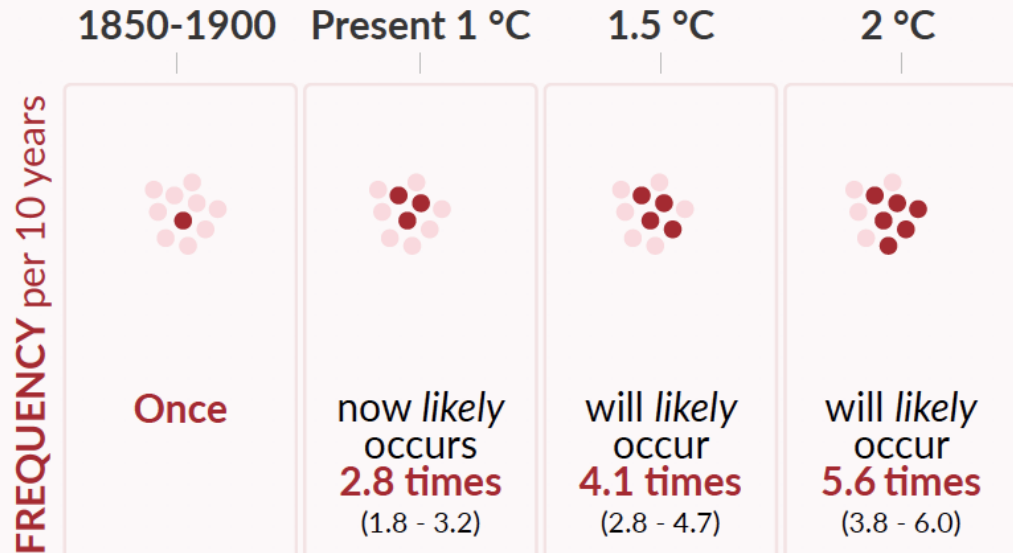 1850-1900
Present 1 °C
1.5 °C
2 °C
FREQUENCY per 10 years
Once
now likely
occurs
2.8 times
(1.8 - 3.2)
will likely
occur
4.1 times
(2.8 - 4.7)
will likely
occur
5.6 times
(3.8 - 6.0)